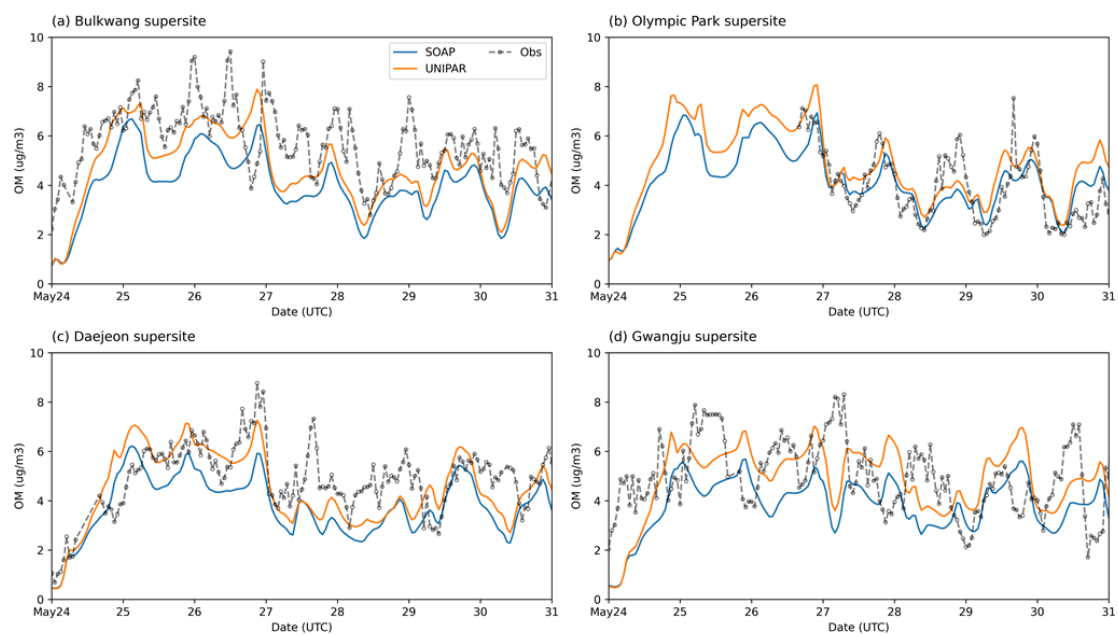 (a) Bulkwang supersite
(b) Olympic Park supersite
10
8
6
4
2
0
OM (ug/m3)
SOAP
UNIPAR
Obs
May24
25
26
27
28
29
30
31
Date (UTC)
10
8
6
4
2
0
OM (ug/m3)
May24
25
26
27
28
29
30
31
Date (UTC)
(c) Daejeon supersite
(d) Gwangju supersite
10
8
6
4
2
0
OM (ug/m3)
May24
25
26
27
28
29
30
31
Date (UTC)
10
8
6
4
2
0
OM (ug/m3)
May24
25
26
27
28
29
30
31
Date (UTC)